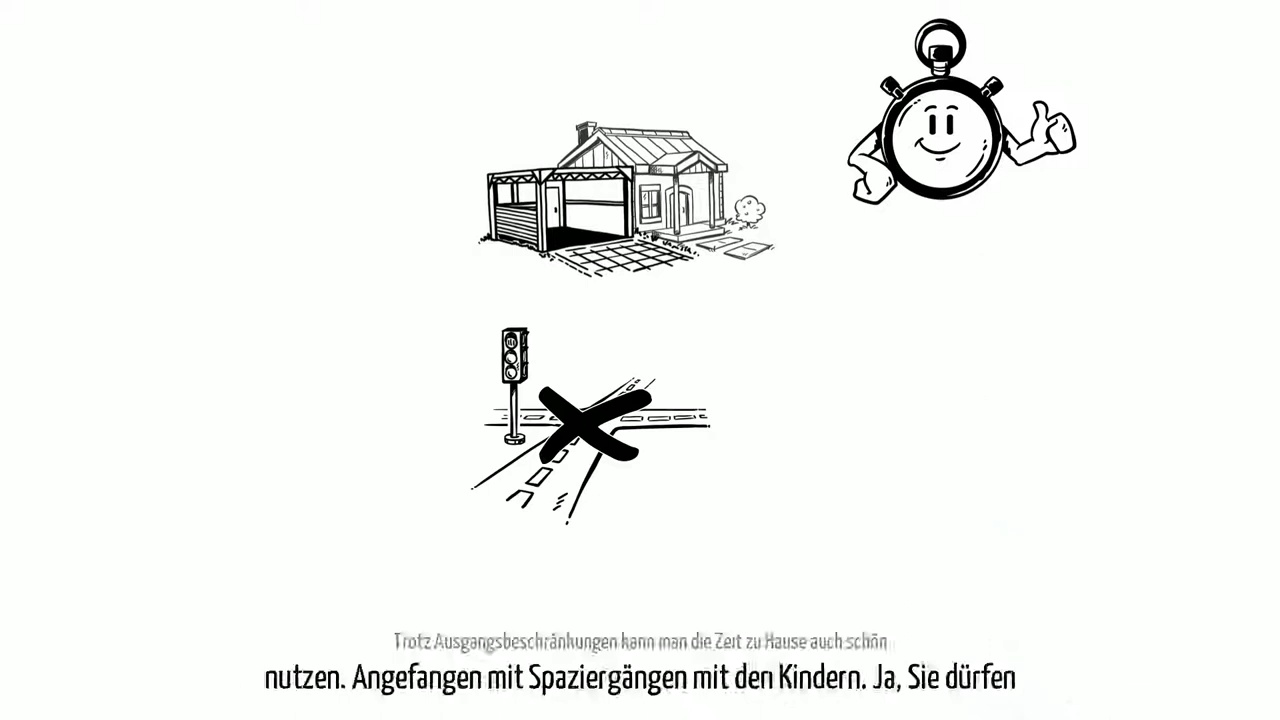 Trotz Ausgangsbeschränkungen kann man die Zeit zu Hause auch schön
nutzen. Angefangen mit Spaziergängen mit den Kindern. Ja, Sie dürfen